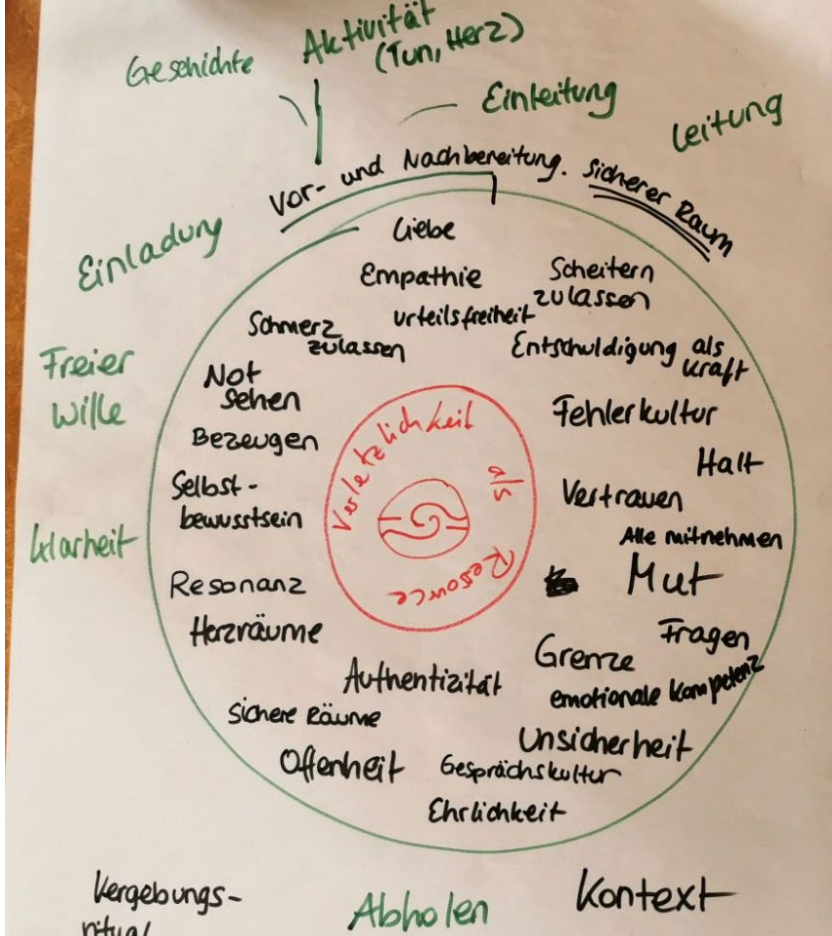 Geschichte
Aktivität
(Tun, Herz)
Einleitung
Leitung
Vor- und Nachbereitung.
Sicherer Raum
Einladung
Liebe
Empathie
Scheitern
zulassen
Urteilsfreiheit
Schmerz
zulassen
Entschuldigung als
Kraft
Freier
Wille
Not
sehen
Fehlerkultur
Bezeugen
Verletzlichkeit
als
Resource
Halt
Selbst-
bewusstsein
Vertrauen
Klarheit
Alle mitnehmen
Resonanz
Mut
Herzräume
Fragen
Grenze
Authentizität
emotionale Kompetenz
Sichere Räume
Unsicherheit
Offenheit
Gesprächskultur
Ehrlichkeit
Vergebungs-
ritual
Abholen
Kontext